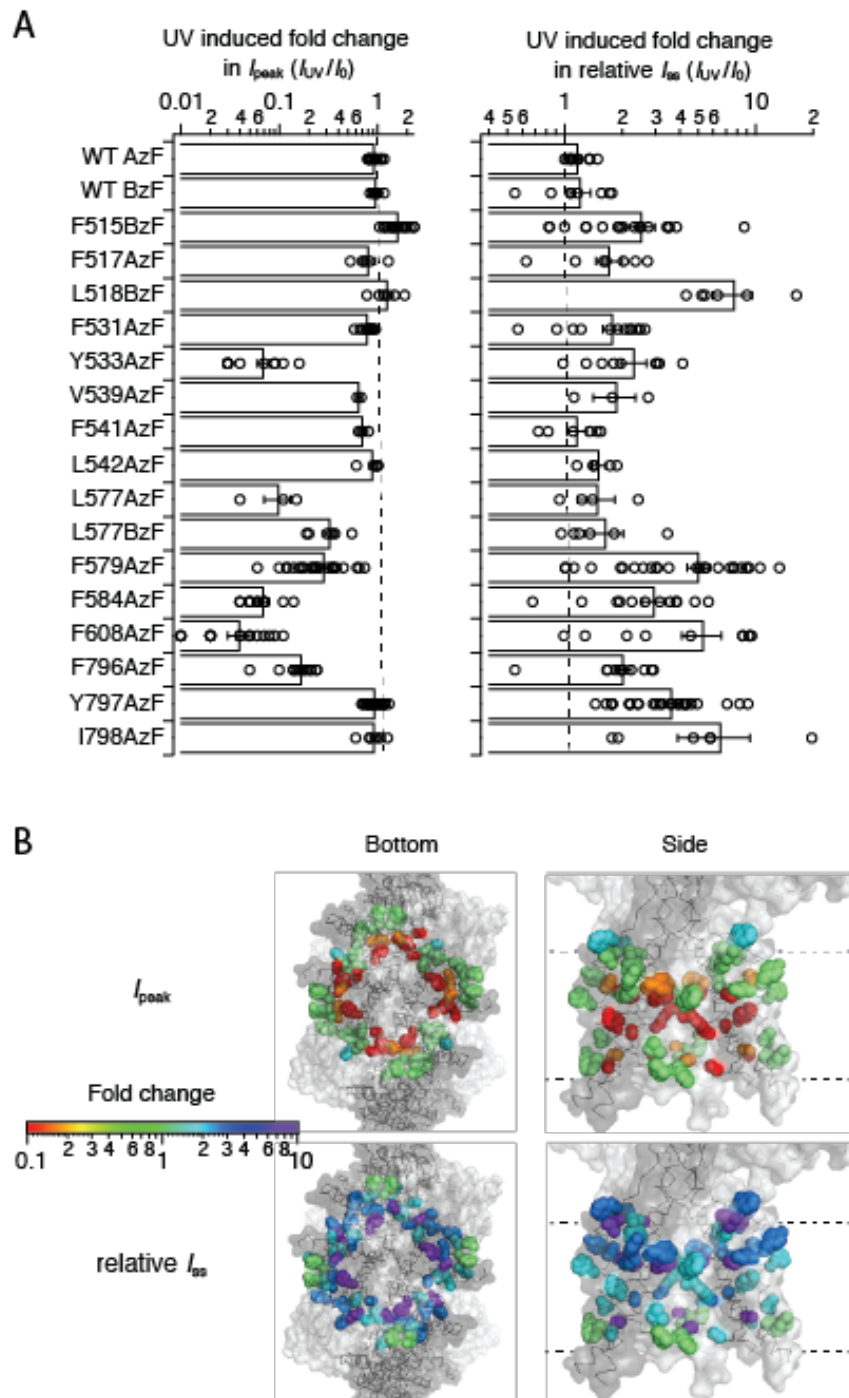 A
UV induced fold change
in Ipeak (IUV/I0)
UV induced fold change
in relative Iss (IUV/I0)
0.01 2 4 6 0.1 2 4 6 1 2
4 5 6 1 2 3 4 5 6 10 2
WT AzF
WT BzF
F515BzF
F517AzF
L518BzF
F531AzF
Y533AzF
V539AzF
F541AzF
L542AzF
L577AzF
L577BzF
F579AzF
F584AzF
F608AzF
F796AzF
Y797AzF
I798AzF
B
Bottom
Side
Ipeak
Fold change
0.1 2 3 4 6 8 1 2 3 4 6 8 10
relative Iss